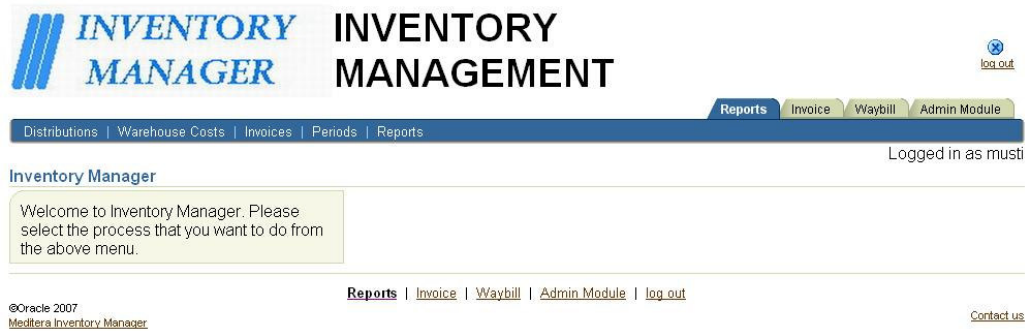 INVENTORY
MANAGER
INVENTORY
MANAGEMENT
log out
Reports Invoice Waybill Admin Module
Distributions | Warehouse Costs | Invoices | Periods | Reports
Logged in as musti
Inventory Manager
Welcome to Inventory Manager. Please
select the process that you want to do from
the above menu.
Reports | Invoice | Waybill | Admin Module | log out
©Oracle 2007
Meditera Inventory Manager
Contact us